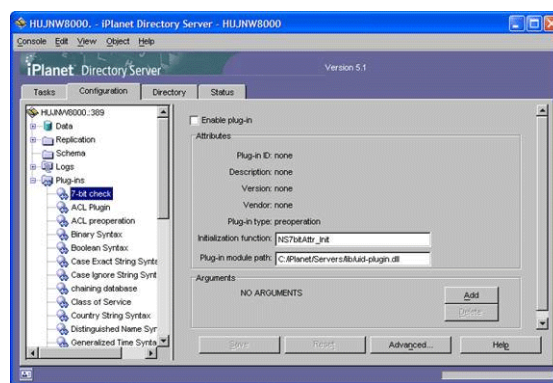 HUJNW8000. - iPlanet Directory Server - HUJNW8000
Console Edit View Object Help
iPlanet Directory Server
Version 5.1
Tasks Configuration Directory Status
HUJNW8000.:389
Data
Replication
Schema
Logs
Plug-ins
7-bit check
ACL Plugin
ACL preoperation
Binary Syntax
Boolean Syntax
Case Exact String Synta
Case Ignore String Synt
chaining database
Class of Service
Country String Syntax
Distinguished Name Syr
Generalized Time Synta
Enable plug-in
Attributes
Plug-in ID: none
Description: none
Version: none
Vendor: none
Plug-in type: preoperation
Initialization function: NS7bitAttr_Init
Plug-in module path: C:/iPlanet/Servers/lib/uid-plugin.dll
Arguments
NO ARGUMENTS
Add
Delete
Save Reset Advanced... Help